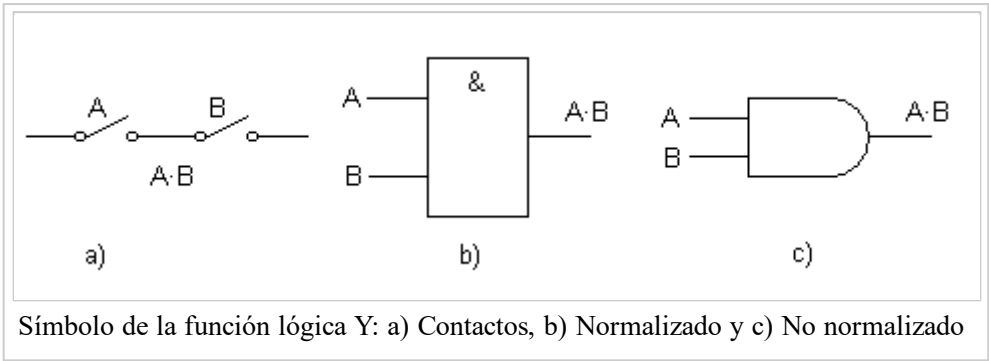 A B
A·B
a)
A
B
&
A·B
b)
A
B
A·B
c)
Símbolo de la función lógica Y: a) Contactos, b) Normalizado y c) No normalizado